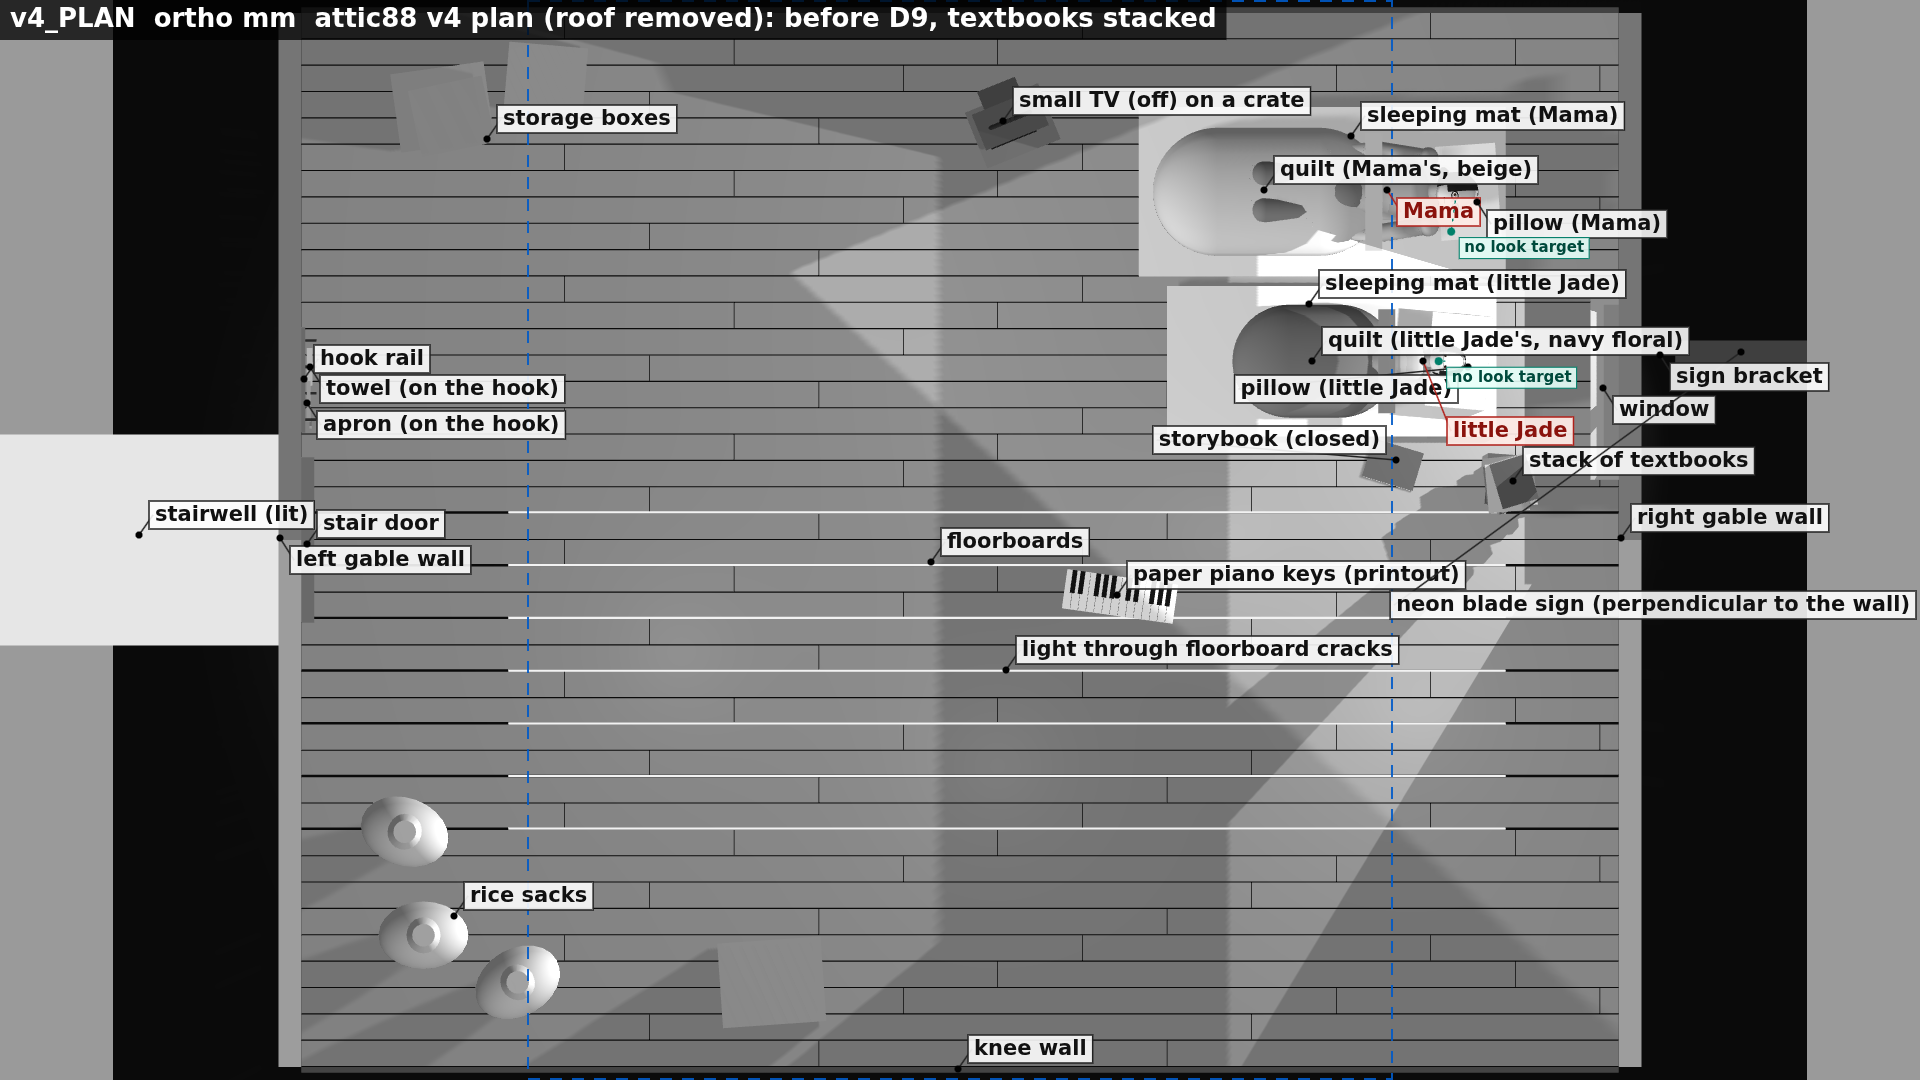 v4_PLAN ortho mm attic88 v4 plan (roof removed): before D9, textbooks stacked
small TV (off) on a crate
storage boxes
sleeping mat (Mama)
quilt (Mama's, beige)
Mama
pillow (Mama)
no look target
sleeping mat (little Jade)
quilt (little Jade's, navy floral)
hook rail
towel (on the hook)
pillow (little Jade)
no look target
sign bracket
window
apron (on the hook)
storybook (closed)
little Jade
stack of textbooks
stairwell (lit)
stair door
right gable wall
left gable wall
floorboards
paper piano keys (printout)
neon blade sign (perpendicular to the wall)
light through floorboard cracks
rice sacks
knee wall